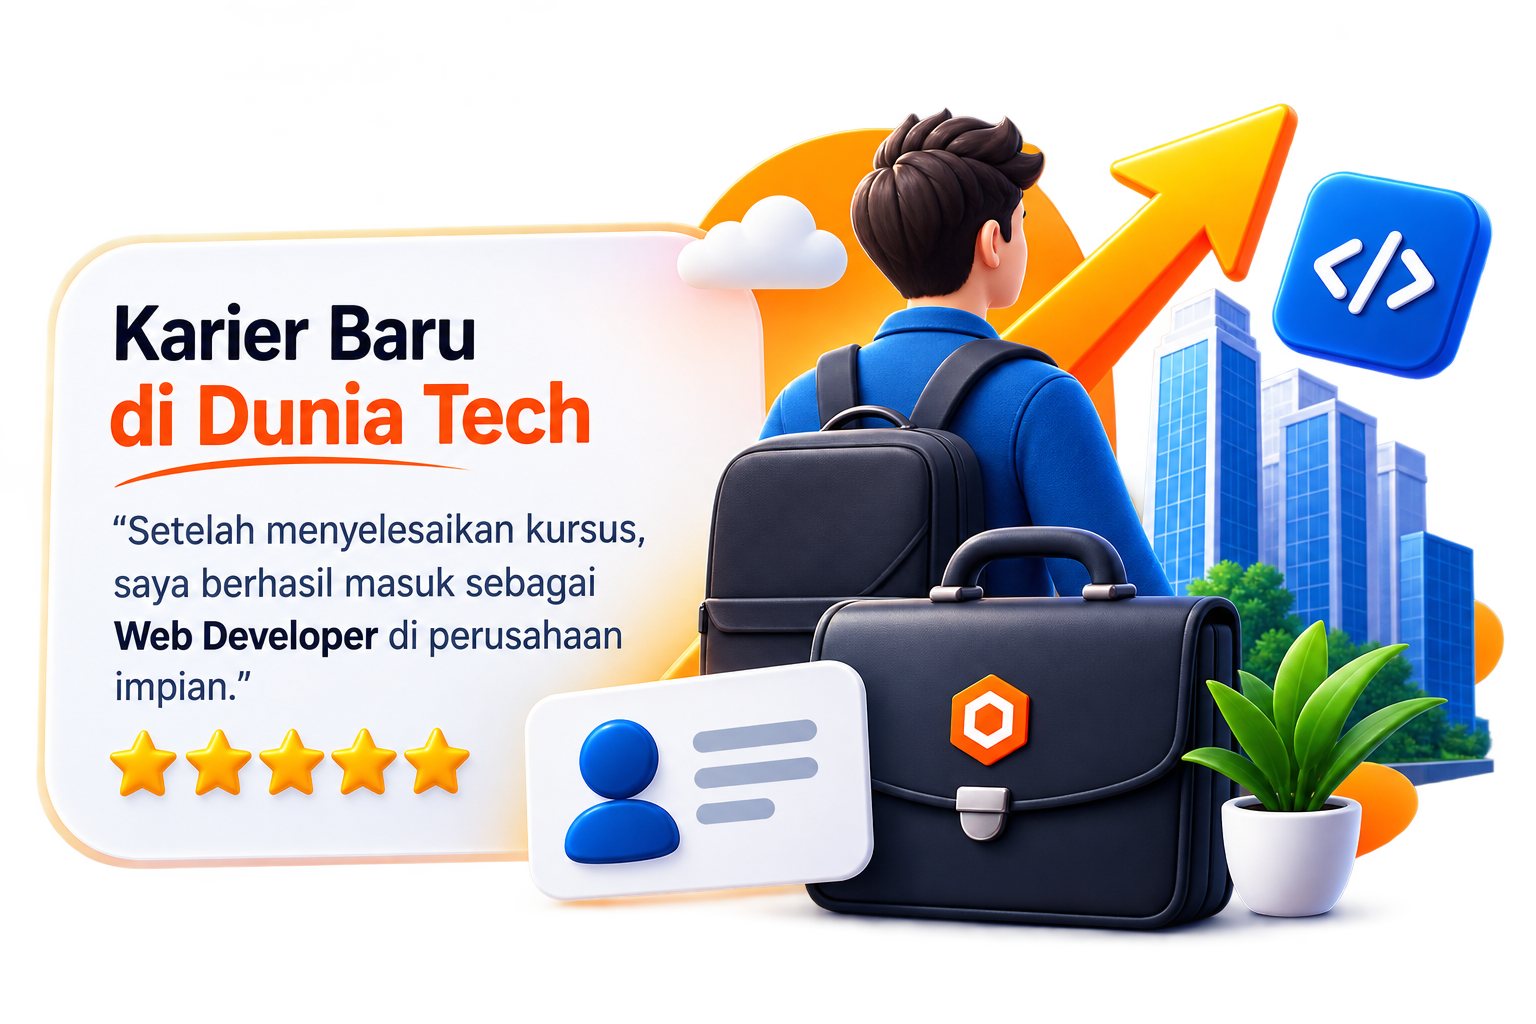 Karier Baru
di Dunia Tech
“Setelah menyelesaikan kursus,
saya berhasil masuk sebagai
Web Developer di perusahaan
impian.”
</>